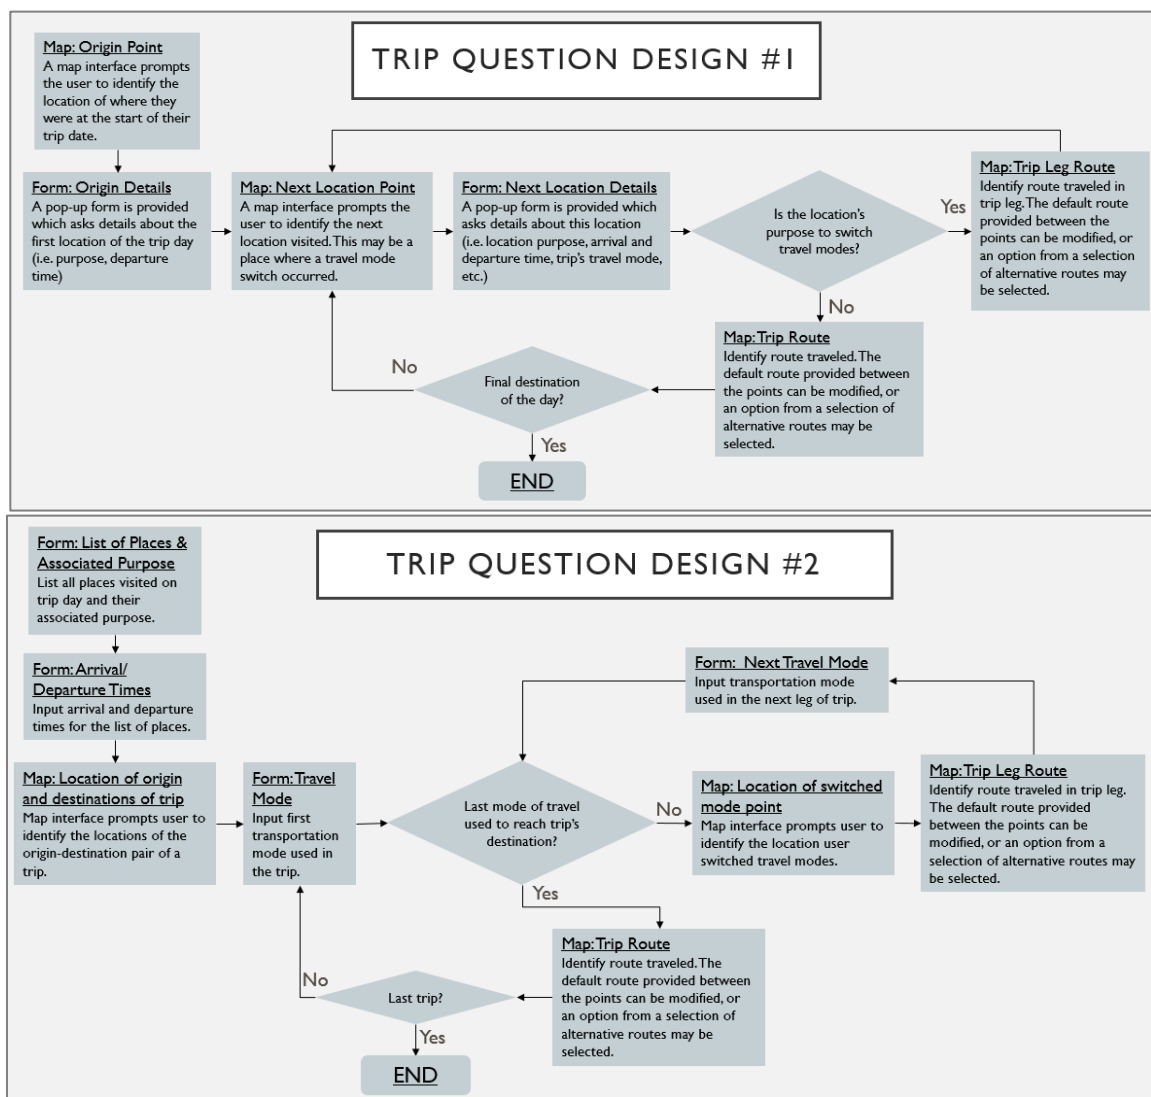 TRIP QUESTION DESIGN #1
Map: Origin Point
A map interface prompts
the user to identify the
location of where they
were at the start of their
trip date.
Form: Origin Details
A pop-up form is provided
which asks details about the
first location of the trip day
(i.e. purpose, departure
time)
Map: Next Location Point
A map interface prompts the
user to identify the next
location visited. This may be a
place where a travel mode
switch occurred.
Form: Next Location Details
A pop-up form is provided which
asks details about this location
(i.e. location purpose, arrival and
departure time, trip's travel mode,
etc.)
Is the location's
purpose to switch
travel modes?
Yes
Map: Trip Leg Route
Identify route traveled in
trip leg. The default route
provided between the
points can be modified, or
an option from a selection
of alternative routes may
be selected.
No
Map: Trip Route
Identify route traveled. The
default route provided between
the points can be modified, or
an option from a selection of
alternative routes may be
selected.
Final destination
of the day?
No
Yes
END
TRIP QUESTION DESIGN #2
Form: List of Places &
Associated Purpose
List all places visited on
trip day and their
associated purpose.
Form: Arrival/
Departure Times
Input arrival and departure
times for the list of places.
Map: Location of origin
and destinations of trip
Map interface prompts user to
identify the locations of the
origin-destination pair of a
trip.
Form: Travel
Mode
Input first
transportation
mode used in
the trip.
Last mode of travel
used to reach trip's
destination?
No
Map: Location of switched
mode point
Map interface prompts user to
identify the location user
switched travel modes.
Map: Trip Leg Route
Identify route traveled in trip leg.
The default route provided
between the points can be
modified, or an option from a
selection of alternative routes may
be selected.
Form:  Next Travel Mode
Input transportation mode
used in the next leg of trip.
Yes
Map: Trip Route
Identify route traveled. The
default route provided between
the points can be modified, or
an option from a selection of
alternative routes may be
selected.
Last trip?
No
Yes
END